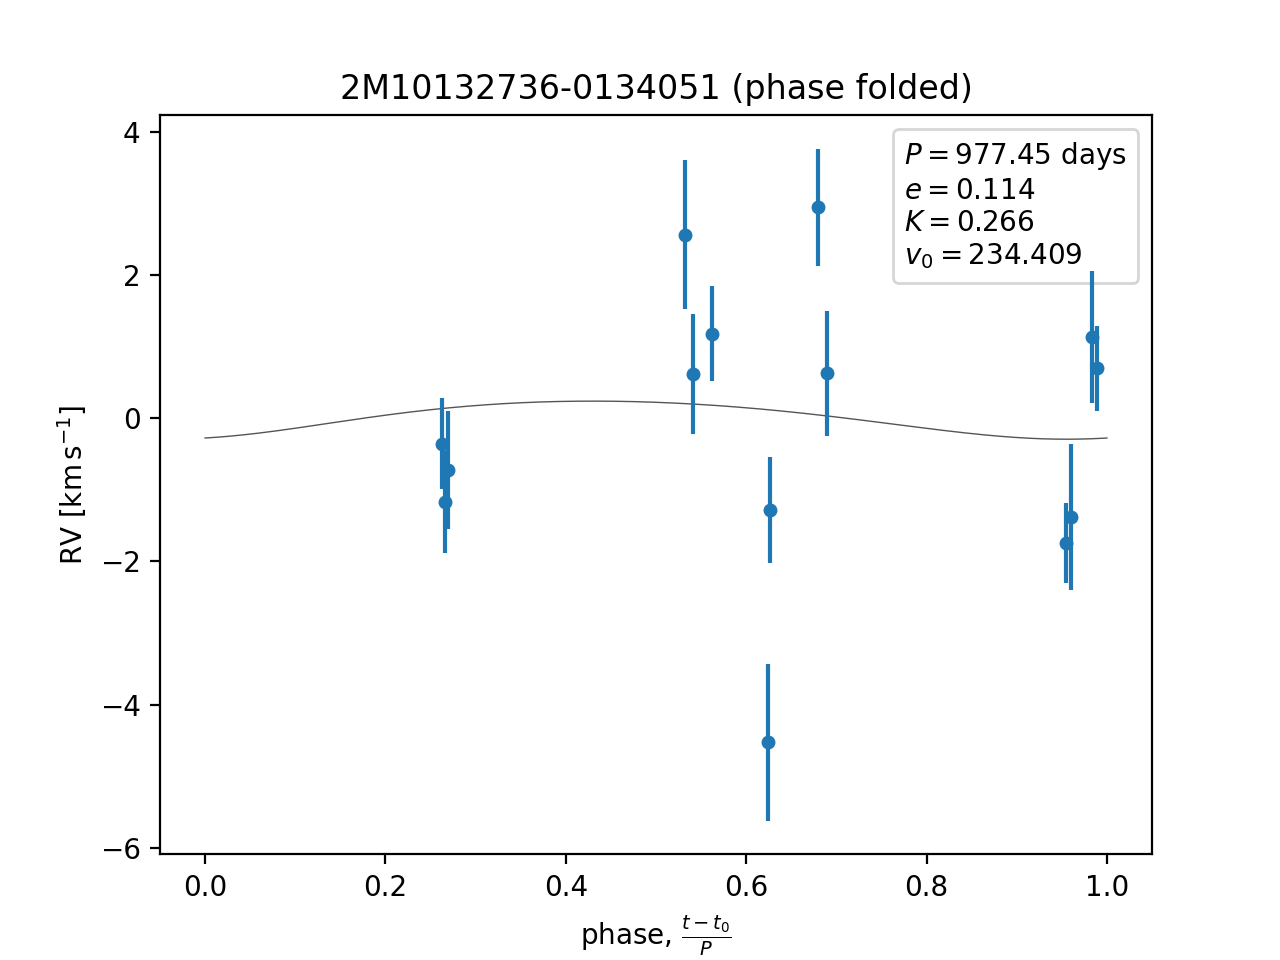 2M10132736-0134051 (phase folded)
P = 977.45 days
e = 0.114
K = 0.266
v₀ = 234.409
4
2
0
−2
−4
−6
RV [km s⁻¹]
0.0 0.2 0.4 0.6 0.8 1.0
phase, (t − t₀)/P